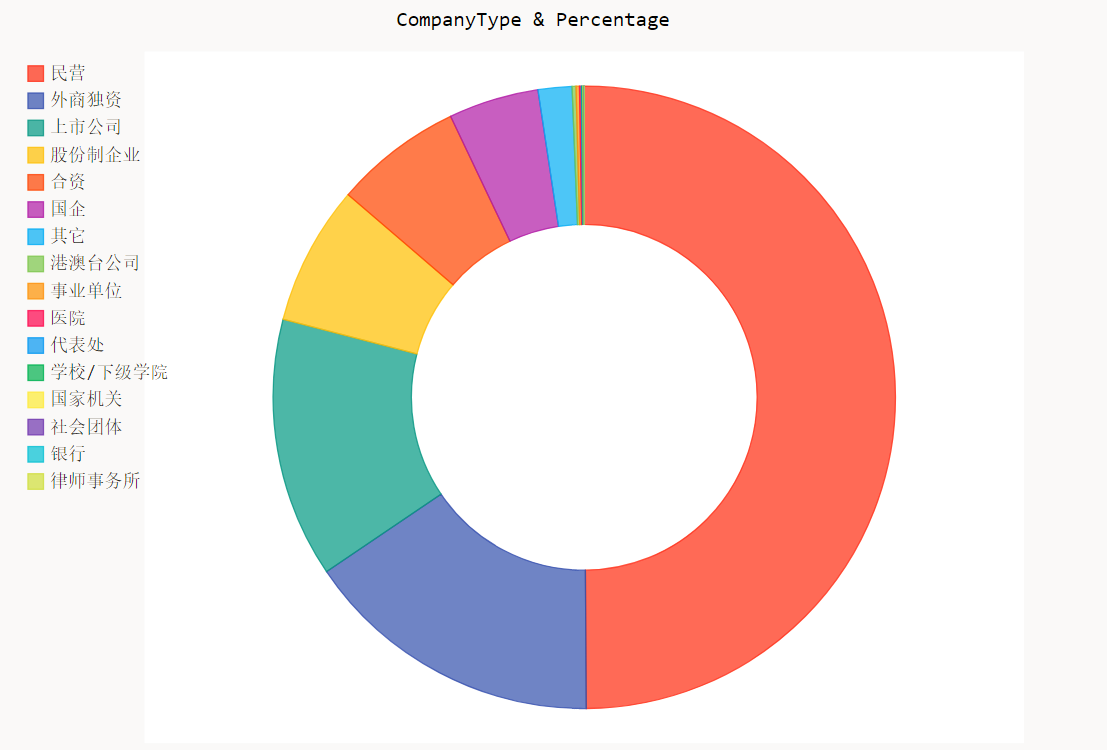 CompanyType & Percentage
民营
外商独资
上市公司
股份制企业
合资
国企
其它
港澳台公司
事业单位
医院
代表处
学校/下级学院
国家机关
社会团体
银行
律师事务所